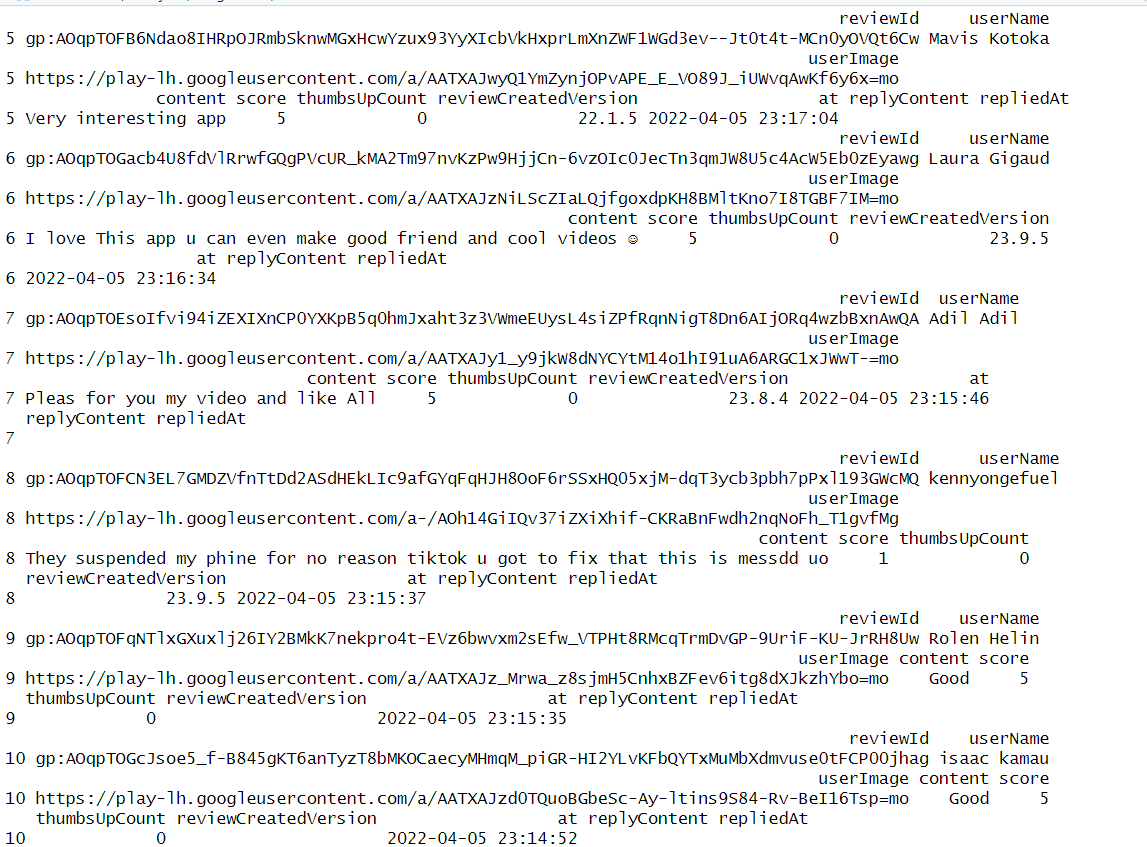 reviewId userName
5 gp:AOqpTOFB6Ndao8IHRpOJRmbSknwMGxHcwYzux93YyXIcbVkHxprLmXnZWF1WGd3ev--Jt0t4t-MCn0yOVQt6Cw Mavis Kotoka
userImage
5 https://play-lh.googleusercontent.com/a/AATXAJwyQ1YmZynjOPvAPE_E_VO89J_iUWvqAwKf6y6x=mo
content score thumbsUpCount reviewCreatedVersion at replyContent repliedAt
5 Very interesting app 5 0 22.1.5 2022-04-05 23:17:04
reviewId userName
6 gp:AOqpTOGacb4U8fdVlRrwfGQgPVcUR_kMA2Tm97nvKzPw9HjjCn-6vzOIc0JecTn3qmJW8U5c4AcW5Eb0zEyawg Laura Gigaud
userImage
6 https://play-lh.googleusercontent.com/a/AATXAJzNiLScZIaLQjfgoxdpKH8BMltKno7I8TGBF7IM=mo
content score thumbsUpCount reviewCreatedVersion
6 I love This app u can even make good friend and cool videos ☺ 5 0 23.9.5
at replyContent repliedAt
6 2022-04-05 23:16:34
reviewId userName
7 gp:AOqpTOEsoIfvi94iZEXIXnCP0YXKpB5q0hmJxaht3z3VWmeEUysL4siZPfRqnNigT8Dn6AIjORq4wzbBxnAwQA Adil Adil
userImage
7 https://play-lh.googleusercontent.com/a/AATXAJy1_y9jkW8dNYCYtM14o1hI91uA6ARGC1xJWwT-=mo
content score thumbsUpCount reviewCreatedVersion at
7 Pleas for you my video and like All 5 0 23.8.4 2022-04-05 23:15:46
replyContent repliedAt
7
reviewId userName
8 gp:AOqpTOFCN3EL7GMDZVfnTtDd2ASdHEkLIc9afGYqFqHJH8OoF6rSSxHQ05xjM-dqT3ycb3pbh7pPxl193GWcMQ kennyongefuel
userImage
8 https://play-lh.googleusercontent.com/a-/AOh14GiIQv37iZXiXhif-CKRaBnFwdh2nqNoFh_T1gvfMg
content score thumbsUpCount
8 They suspended my phine for no reason tiktok u got to fix that this is messdd uo 1 0
reviewCreatedVersion at replyContent repliedAt
8 23.9.5 2022-04-05 23:15:37
reviewId userName
9 gp:AOqpTOFqNTlxGXuxlj26IY2BMkK7nekpro4t-EVz6bwvxm2sEfw_VTPHt8RMcqTrmDvGP-9UriF-KU-JrRH8Uw Rolen Helin
userImage content score
9 https://play-lh.googleusercontent.com/a/AATXAJz_Mrwa_z8sjmH5CnhxBZFev6itg8dXJkzhYbo=mo Good 5
thumbsUpCount reviewCreatedVersion at replyContent repliedAt
9 0 2022-04-05 23:15:35
reviewId userName
10 gp:AOqpTOGcJsoe5_f-B845gKT6anTyzT8bMKOCaecyMHmqM_piGR-HI2YLvKFbQYTxMuMbXdmvuse0tFCP00jhag isaac kamau
userImage content score
10 https://play-lh.googleusercontent.com/a/AATXAJzd0TQuoBGbeSc-Ay-ltins9S84-Rv-BeI16Tsp=mo Good 5
thumbsUpCount reviewCreatedVersion at replyContent repliedAt
10 0 2022-04-05 23:14:52